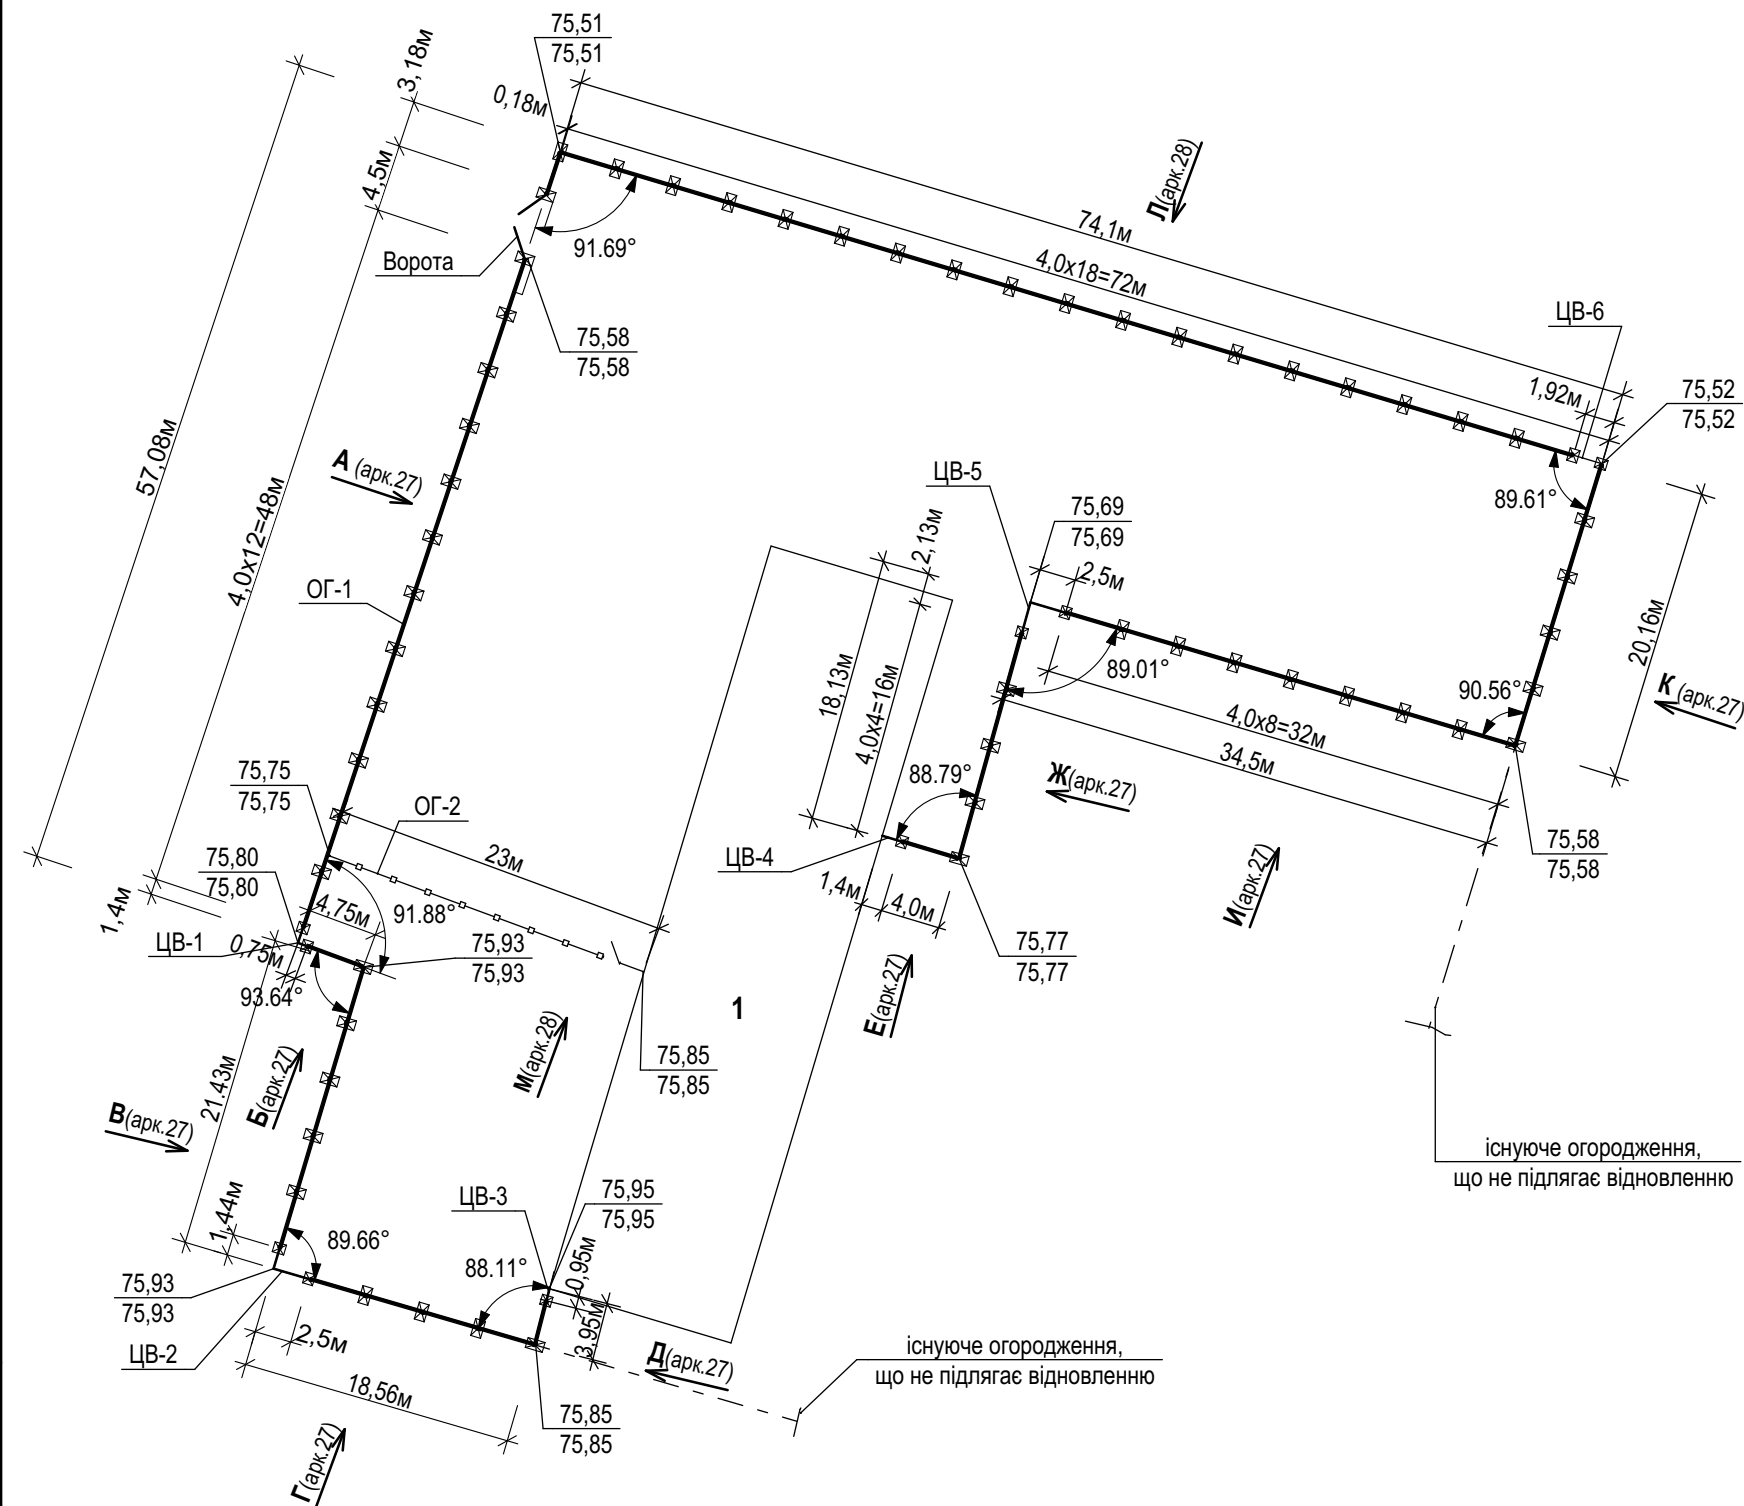 75,51
75,51
3,18м
0,18м
4,5м
Л(арк.28)
74,1м
91.69°
Ворота
4,0х18=72м
ЦВ-6
75,58
75,58
1,92м
75,52
75,52
57,08м
А (арк.27)
ЦВ-5
89.61°
75,69
75,69
2,13м
4,0х12=48м
2,5м
ОГ-1
20,16м
18,13м
4,0х4=16м
89.01°
90.56°
К (арк.27)
4,0х8=32м
34,5м
75,75
75,75
ОГ-2
88.79°
Ж(арк.27)
23м
75,80
75,80
ЦВ-4
75,58
75,58
1,4м
4,75м
91.88°
1,4м
4,0м
И(арк.27)
ЦВ-1
0,75м
75,93
75,93
75,77
75,77
93.64°
1
Е(арк.27)
М(арк.28)
75,85
75,85
21.43м
Б(арк.27)
В(арк.27)
існуюче огородження,
що не підлягає відновленню
ЦВ-3
75,95
75,95
1,44м
89.66°
88.11°
0,95м
75,93
75,93
3,95м
2,5м
ЦВ-2
Д(арк.27)
існуюче огородження,
що не підлягає відновленню
18,56м
75,85
75,85
Г(арк.27)